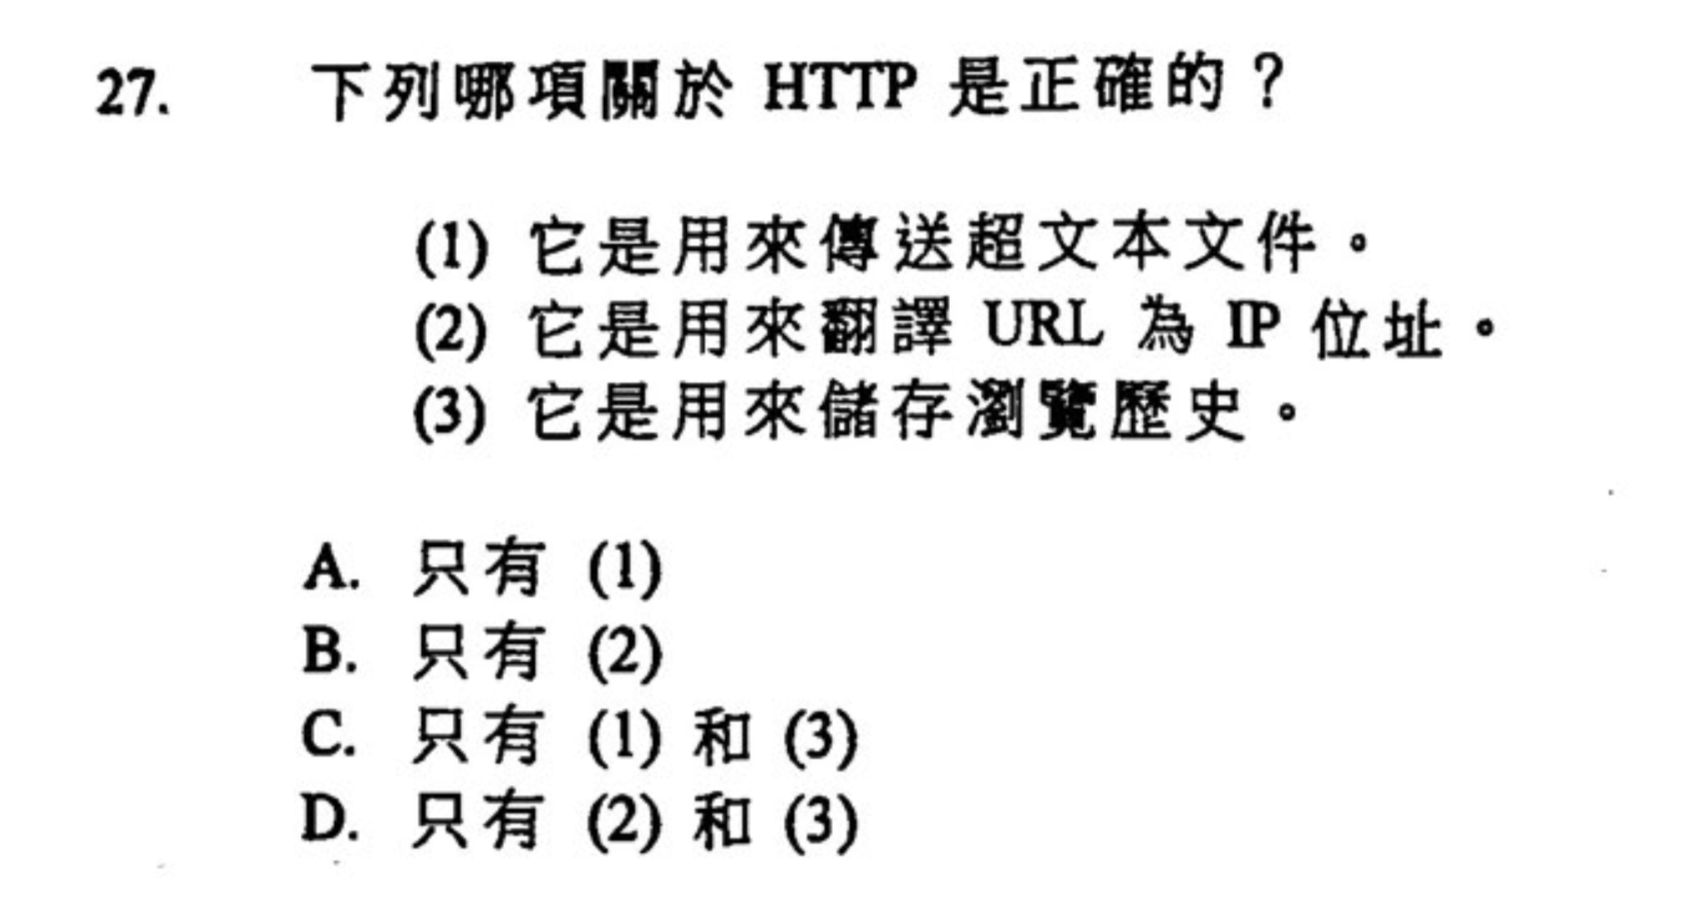 27. 下列哪項關於 HTTP 是正確的？
(1) 它是用來傳送超文本文件。
(2) 它是用來翻譯 URL 為 IP 位址。
(3) 它是用來儲存瀏覽歷史。
A. 只有 (1)
B. 只有 (2)
C. 只有 (1) 和 (3)
D. 只有 (2) 和 (3)